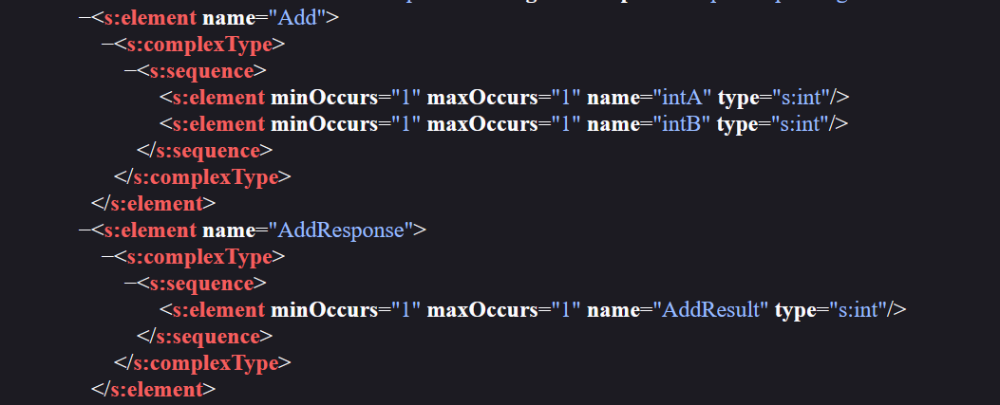 –<s:element name="Add">
–<s:complexType>
–<s:sequence>
<s:element minOccurs="1" maxOccurs="1" name="intA" type="s:int"/>
<s:element minOccurs="1" maxOccurs="1" name="intB" type="s:int"/>
</s:sequence>
</s:complexType>
</s:element>
–<s:element name="AddResponse">
–<s:complexType>
–<s:sequence>
<s:element minOccurs="1" maxOccurs="1" name="AddResult" type="s:int"/>
</s:sequence>
</s:complexType>
</s:element>